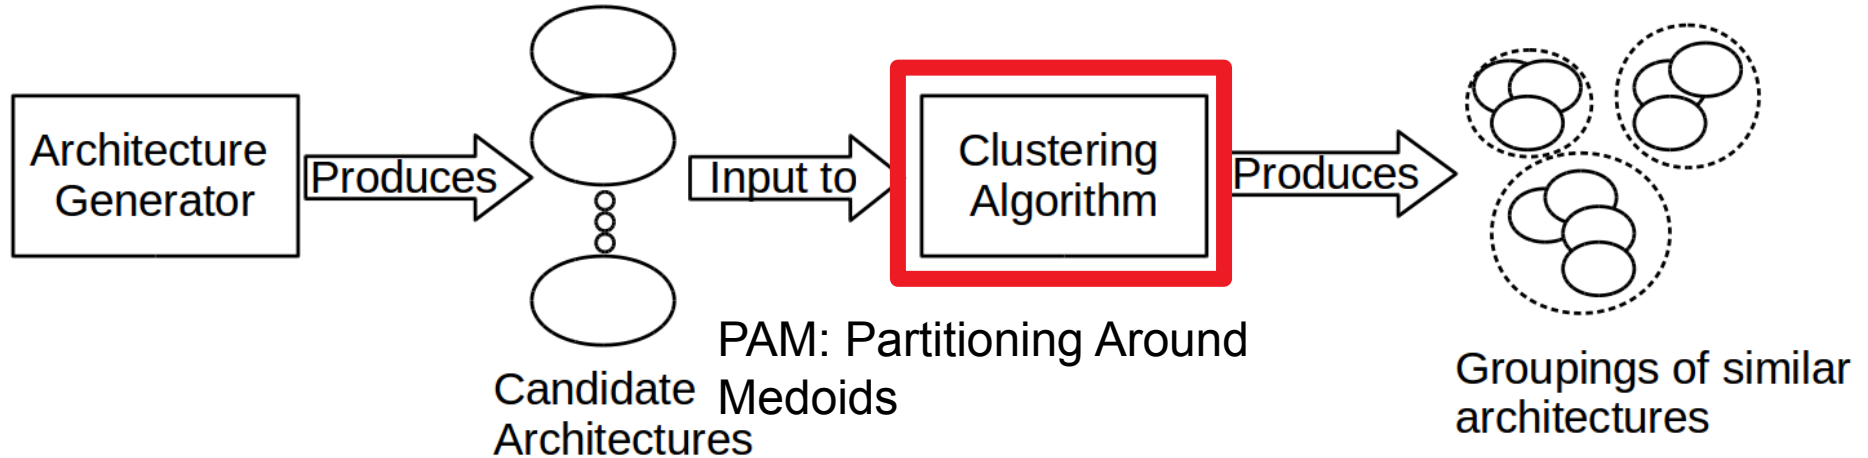 Architecture
Generator
Produces
Input to
Clustering
Algorithm
Produces
PAM: Partitioning Around
Medoids
Candidate
Architectures
Groupings of similar
architectures